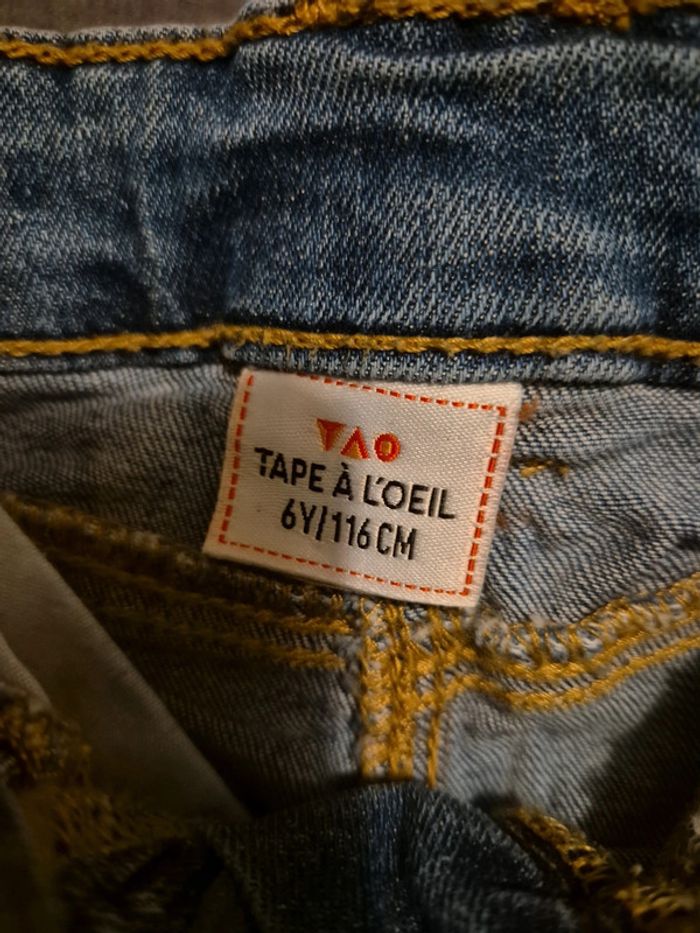 TAO
TAPE À L'OEIL
6Y/116CM